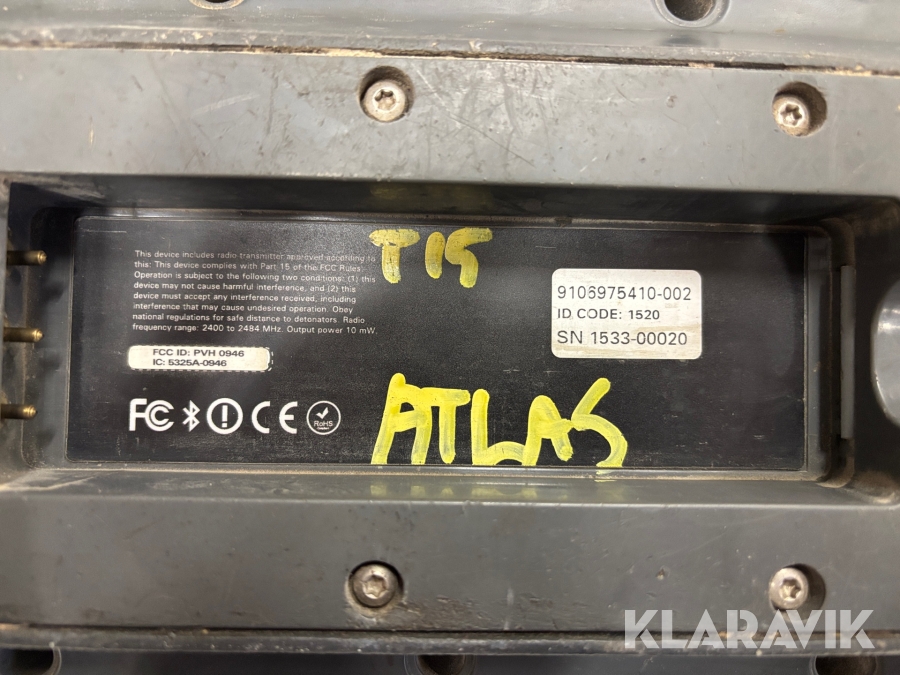 T15
This device includes radio transmitter approved according to
this: This device complies with Part 15 of the FCC Rules.
Operation is subject to the following two conditions: (1) this
device may not cause harmful interference, and (2) this
device must accept any interference received, including
interference that may cause undesired operation. Obey
national regulations for safe distance to detonators. Radio
frequency range: 2400 to 2484 MHz. Output power 10 mW.
FCC ID: PVH 0946
IC: 5325A-0946
9106975410-002
ID CODE: 1520
SN 1533-00020
FC CE RoHS
ATLAS
KLARAVIK